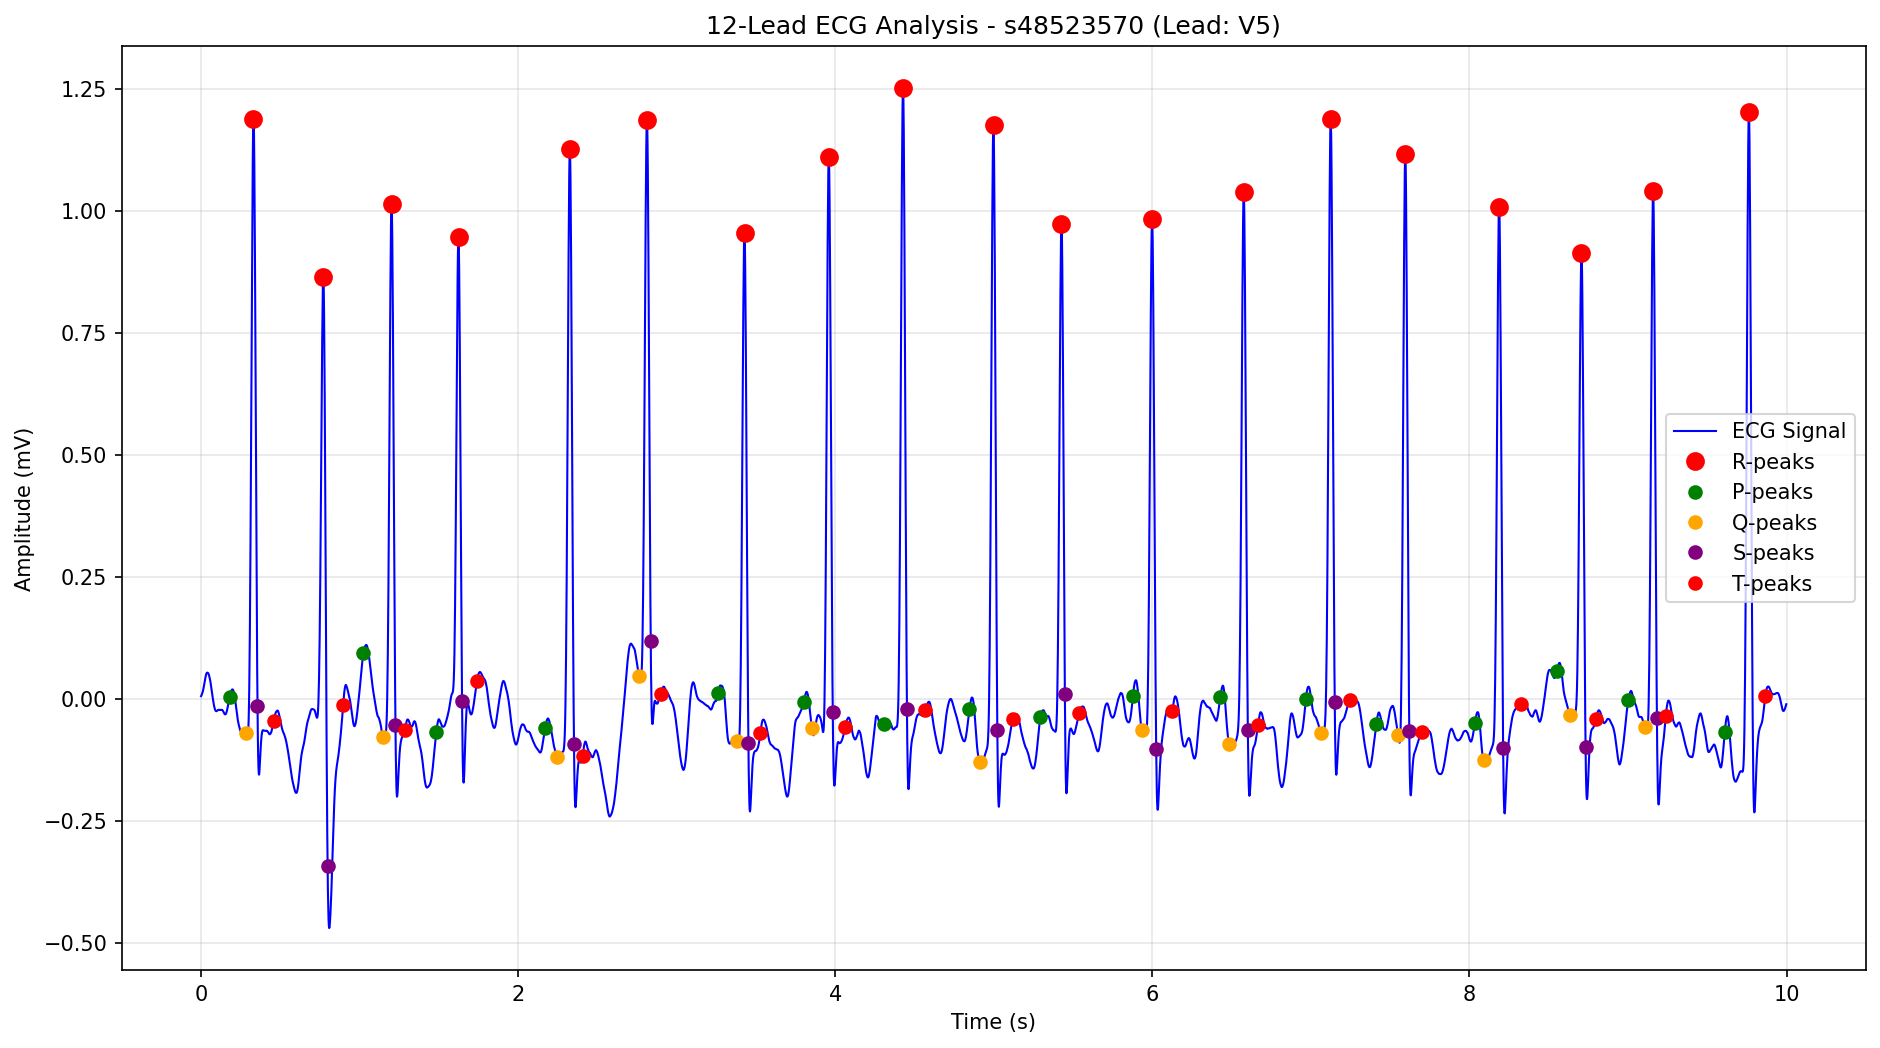 12-Lead ECG Analysis - s48523570 (Lead: V5)
1.25
1.00
0.75
0.50
0.25
0.00
−0.25
−0.50
Amplitude (mV)
ECG Signal
R-peaks
P-peaks
Q-peaks
S-peaks
T-peaks
0 2 4 6 8 10
Time (s)